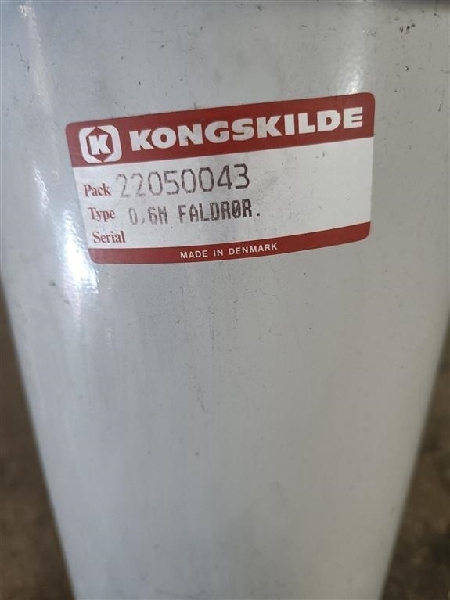 K KONGSKILDE
Pack 22050043
Type 0,6M FALDRØR.
Serial
MADE IN DENMARK